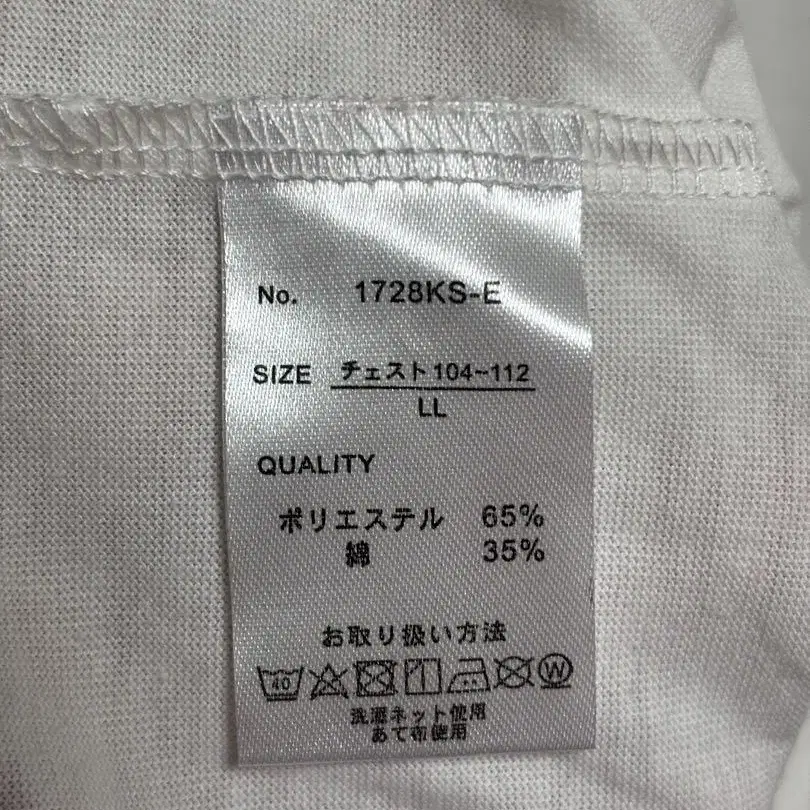 No. 1728KS-E
SIZE チェスト104~112
LL
QUALITY
ポリエステル 65%
綿 35%
お取り扱い方法
40 W
洗濯ネット使用
あて布使用